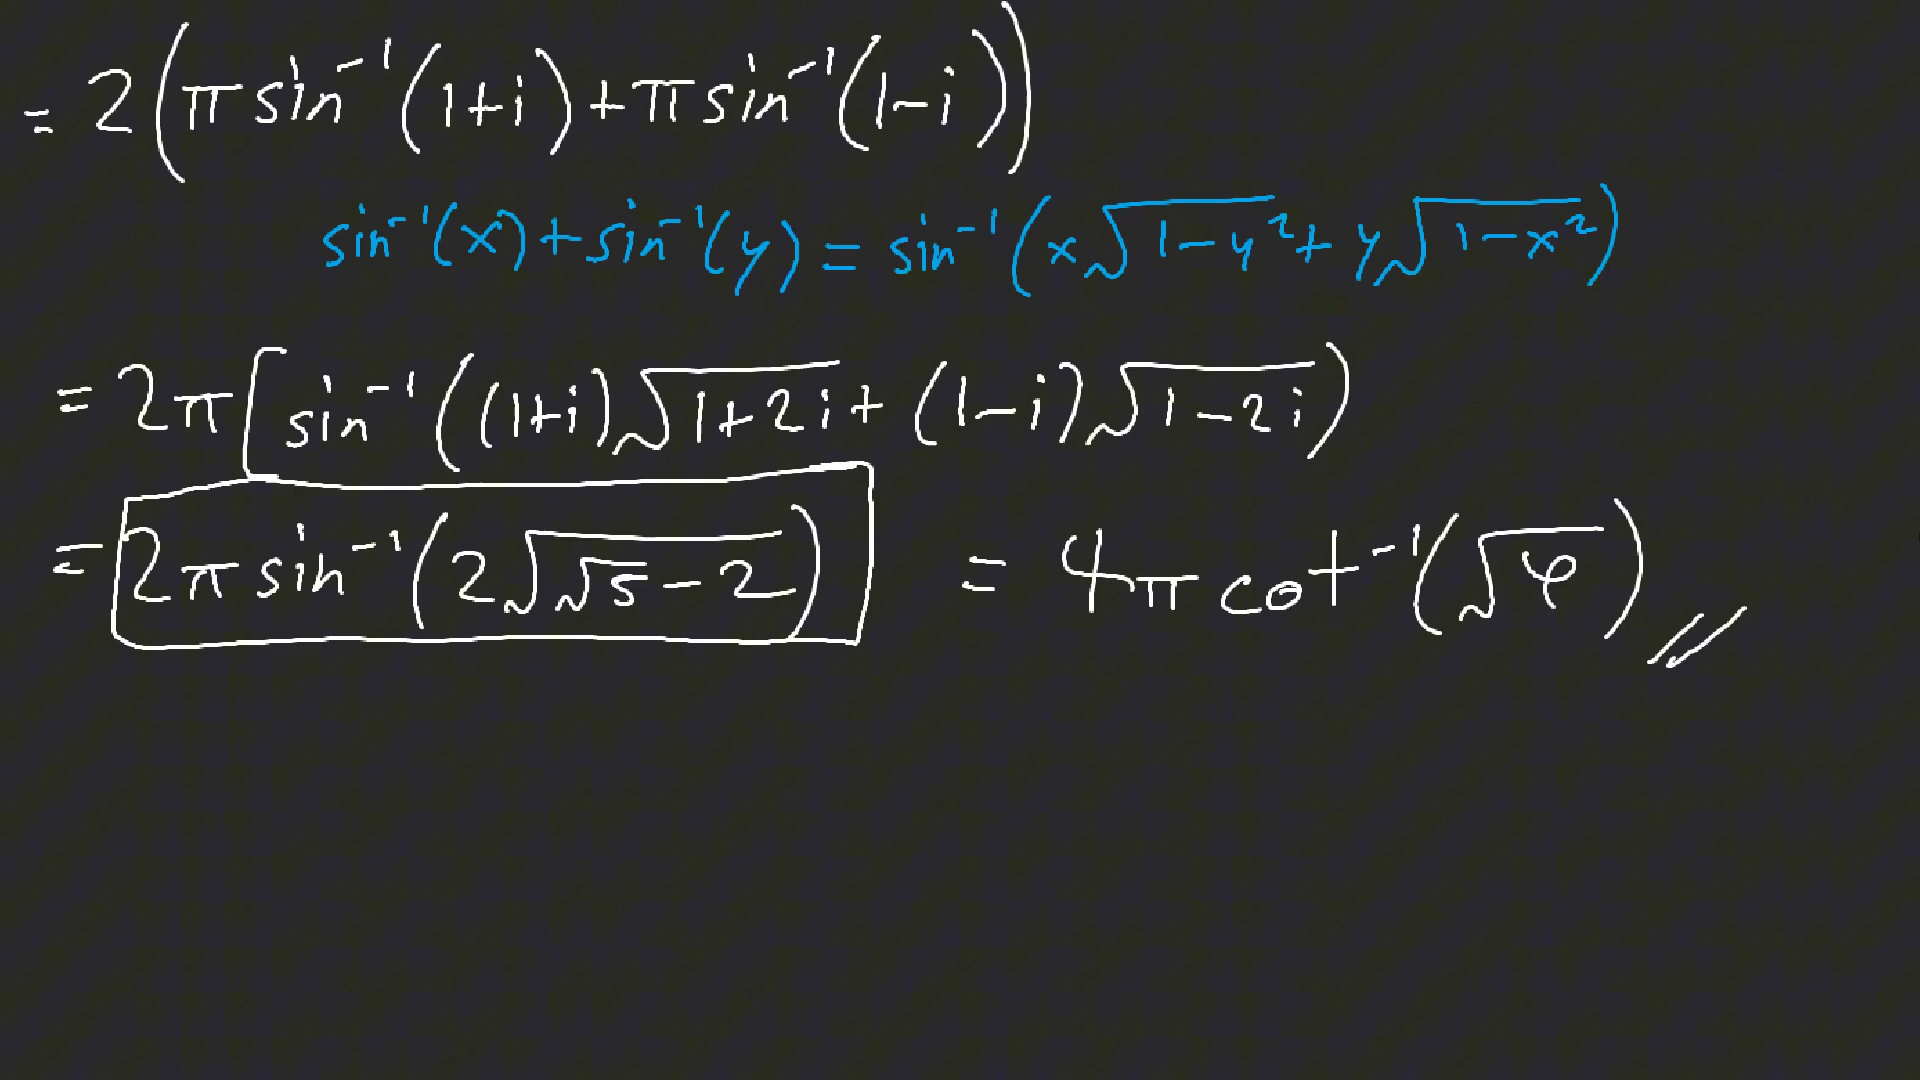 = 2(π sin⁻¹(1+i) + π sin⁻¹(1-i))
sin⁻¹(x) + sin⁻¹(y) = sin⁻¹(x√(1-y²) + y√(1-x²))
= 2π[sin⁻¹((1+i)√(1+2i) + (1-i)√(1-2i))
= 2π sin⁻¹(2√(√5-2)) = 4π cot⁻¹(√φ) //